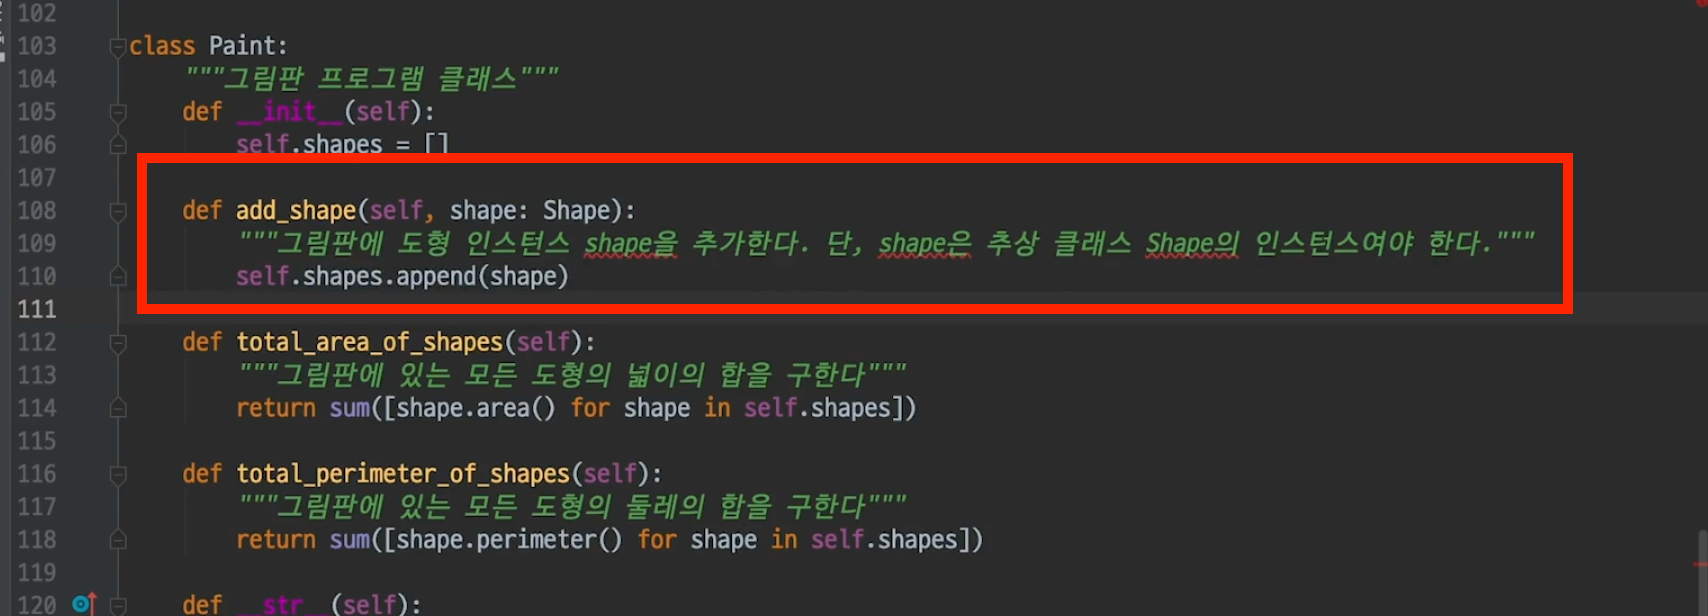 102
103 class Paint:
104 """그림판 프로그램 클래스"""
105 def __init__(self):
106 self.shapes = []
107
108 def add_shape(self, shape: Shape):
109 """그림판에 도형 인스턴스 shape을 추가한다. 단, shape은 추상 클래스 Shape의 인스턴스여야 한다."""
110 self.shapes.append(shape)
111
112 def total_area_of_shapes(self):
113 """그림판에 있는 모든 도형의 넓이의 합을 구한다"""
114 return sum([shape.area() for shape in self.shapes])
115
116 def total_perimeter_of_shapes(self):
117 """그림판에 있는 모든 도형의 둘레의 합을 구한다"""
118 return sum([shape.perimeter() for shape in self.shapes])
119
120 def __str__(self):